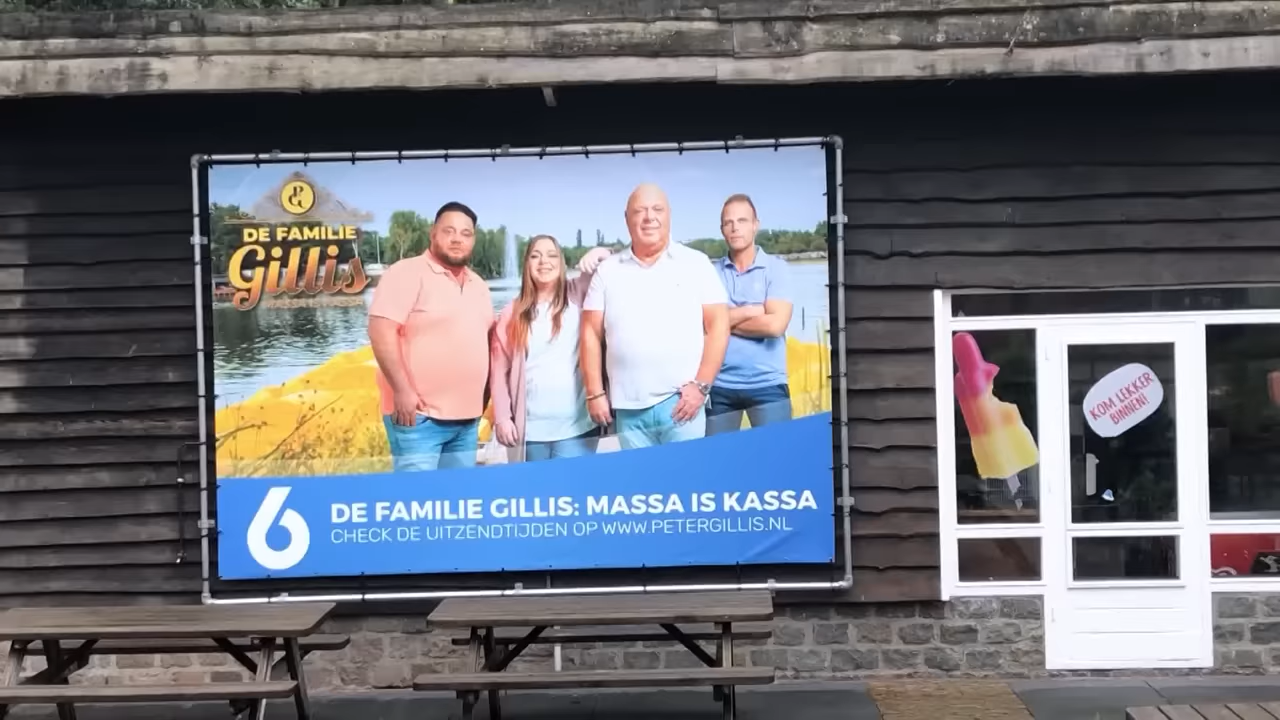 PG
DE FAMILIE
Gillis
6
DE FAMILIE GILLIS: MASSA IS KASSA
CHECK DE UITZENDTIJDEN OP WWW.PETERGILLIS.NL
KOM LEKKER
BINNEN!